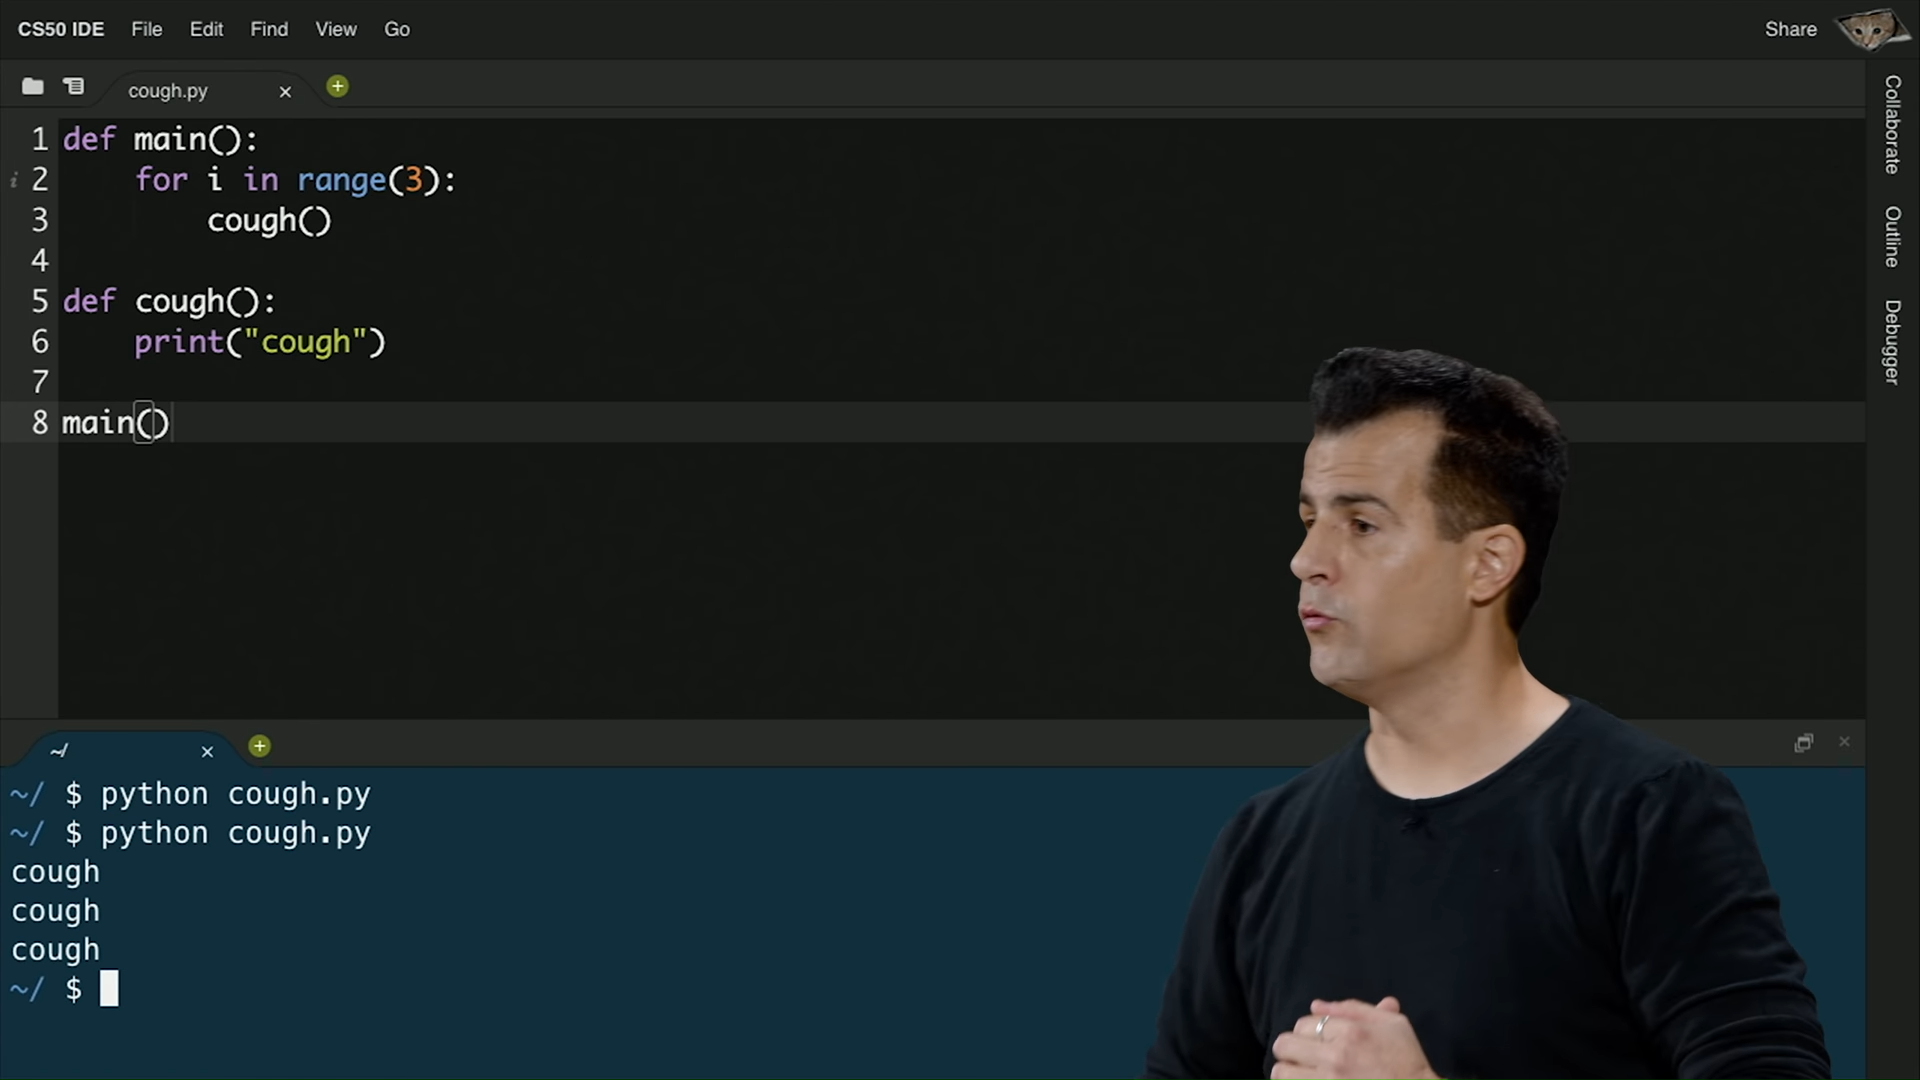 CS50 IDE File Edit Find View Go Share
cough.py
1 def main():
2     for i in range(3):
3         cough()
4
5 def cough():
6     print("cough")
7
8 main()
Collaborate
Outline
Debugger
~/
~/ $ python cough.py
~/ $ python cough.py
cough
cough
cough
~/ $